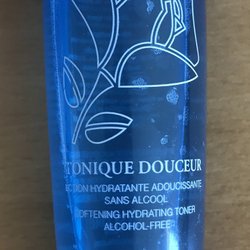 TONIQUE DOUCEUR
LOTION HYDRATANTE ADOUCISSANTE
SANS ALCOOL
SOFTENING HYDRATING TONER
ALCOHOL-FREE